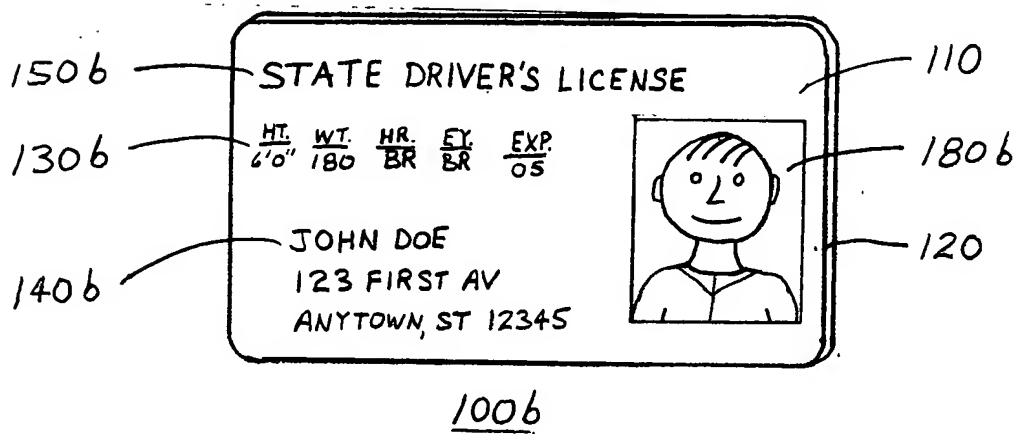 150b STATE DRIVER'S LICENSE 110
130b HT. WT. HR. EY. EXP. 180b
6'0" 180 BR BR 05
JOHN DOE 120
140b 123 FIRST AV
ANYTOWN, ST 12345
100b